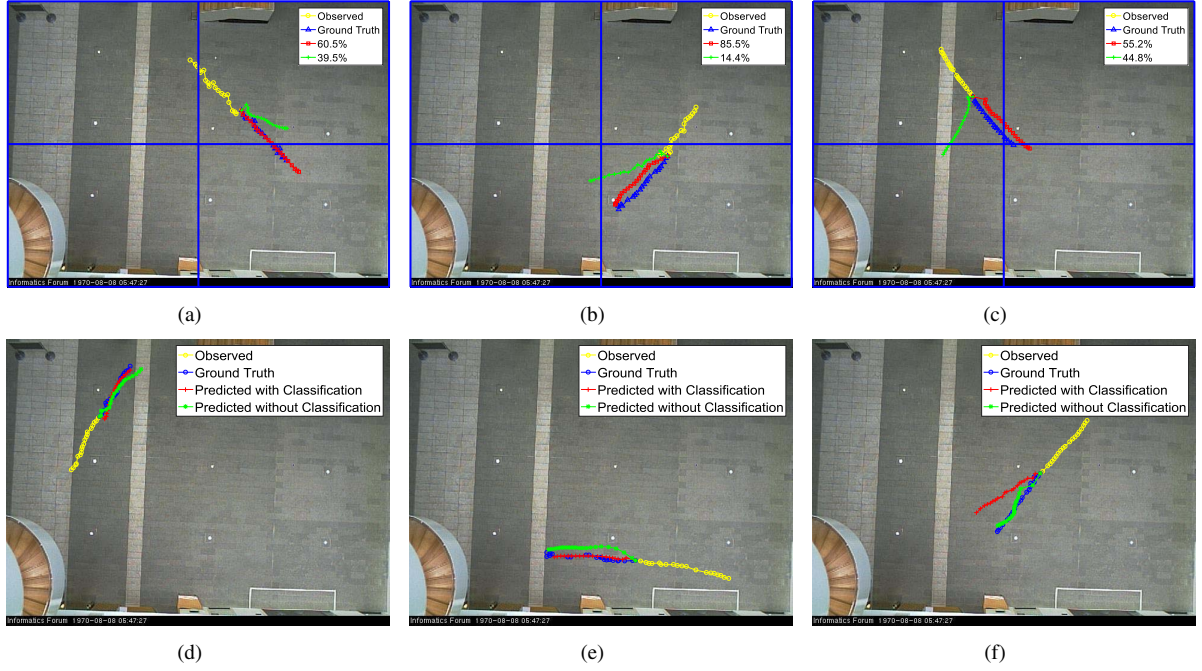 Observed
Ground Truth
60.5%
39.5%
Informatics Forum 1970-08-08 05:47:27
(a)
Observed
Ground Truth
85.5%
14.4%
Informatics Forum 1970-08-08 05:47:27
(b)
Observed
Ground Truth
55.2%
44.8%
Informatics Forum 1970-08-08 05:47:27
(c)
Observed
Ground Truth
Predicted with Classification
Predicted without Classification
Informatics Forum 1970-08-08 05:47:27
(d)
Observed
Ground Truth
Predicted with Classification
Predicted without Classification
Informatics Forum 1970-08-08 05:47:27
(e)
Observed
Ground Truth
Predicted with Classification
Predicted without Classification
Informatics Forum 1970-08-08 05:47:27
(f)